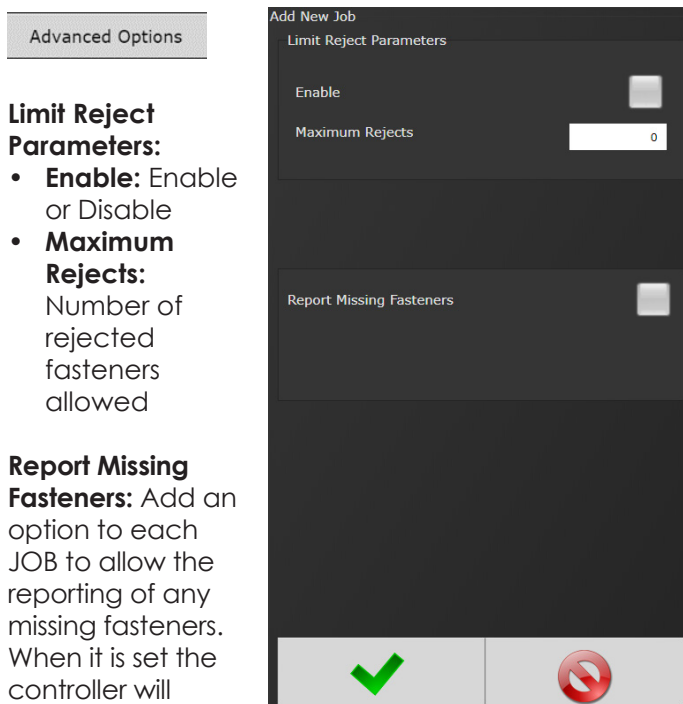 Advanced Options
Limit Reject
Parameters:
• Enable: Enable
or Disable
• Maximum
Rejects:
Number of
rejected
fasteners
allowed
Report Missing
Fasteners: Add an
option to each
JOB to allow the
reporting of any
missing fasteners.
When it is set the
controller will
Add New Job
Limit Reject Parameters
Enable
Maximum Rejects 0
Report Missing Fasteners